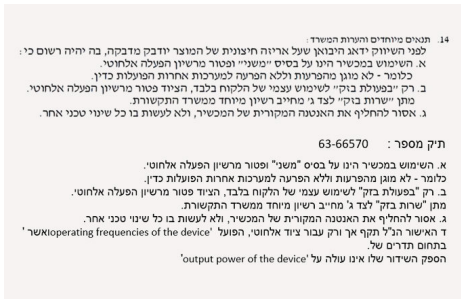 14. תנאים מיוחדים והערות המשרד:
לפני השיווק ידאג היבואן שעל אריזה חיצונית של המוצר יודבק מדבקה, בה יהיה רשום כי:
א. השימוש במכשיר הינו על בסיס "משני" ופטור מרשיון הפעלה אלחוטי.
כלומר - לא מוגן מהפרעות וללא הפרעה למערכות אחרות הפועלות כדין.
ב. רק "בפעולת בזק" לשימוש עצמי של הלקוח בלבד, הציוד פטור מרשיון הפעלה אלחוטי.
מתן "שרות בזק" לצד ג' מחייב רשיון מיוחד ממשרד התקשורת.
ג. אסור להחליף את האנטנה המקורית של המכשיר, ולא לעשות בו כל שינוי טכני אחר.
תיק מספר : 63-66570
א. השימוש במכשיר הינו על בסיס "משני" ופטור מרשיון הפעלה אלחוטי.
כלומר - לא מוגן מהפרעות וללא הפרעה למערכות אחרות הפועלות כדין.
ב. רק "בפעולת בזק" לשימוש עצמי של הלקוח בלבד, הציוד פטור מרשיון הפעלה אלחוטי.
מתן "שרות בזק" לצד ג' מחייב רשיון מיוחד ממשרד התקשורת.
ג. אסור להחליף את האנטנה המקורית של המכשיר, ולא לעשות בו כל שינוי טכני אחר.
ד האישור הנ"ל תקף אך ורק עבור ציוד אלחוטי, הפועל 'operating frequencies of the deviceואשר '
בתחום תדרים של.
הספק השידור שלו אינו עולה על 'output power of the device'